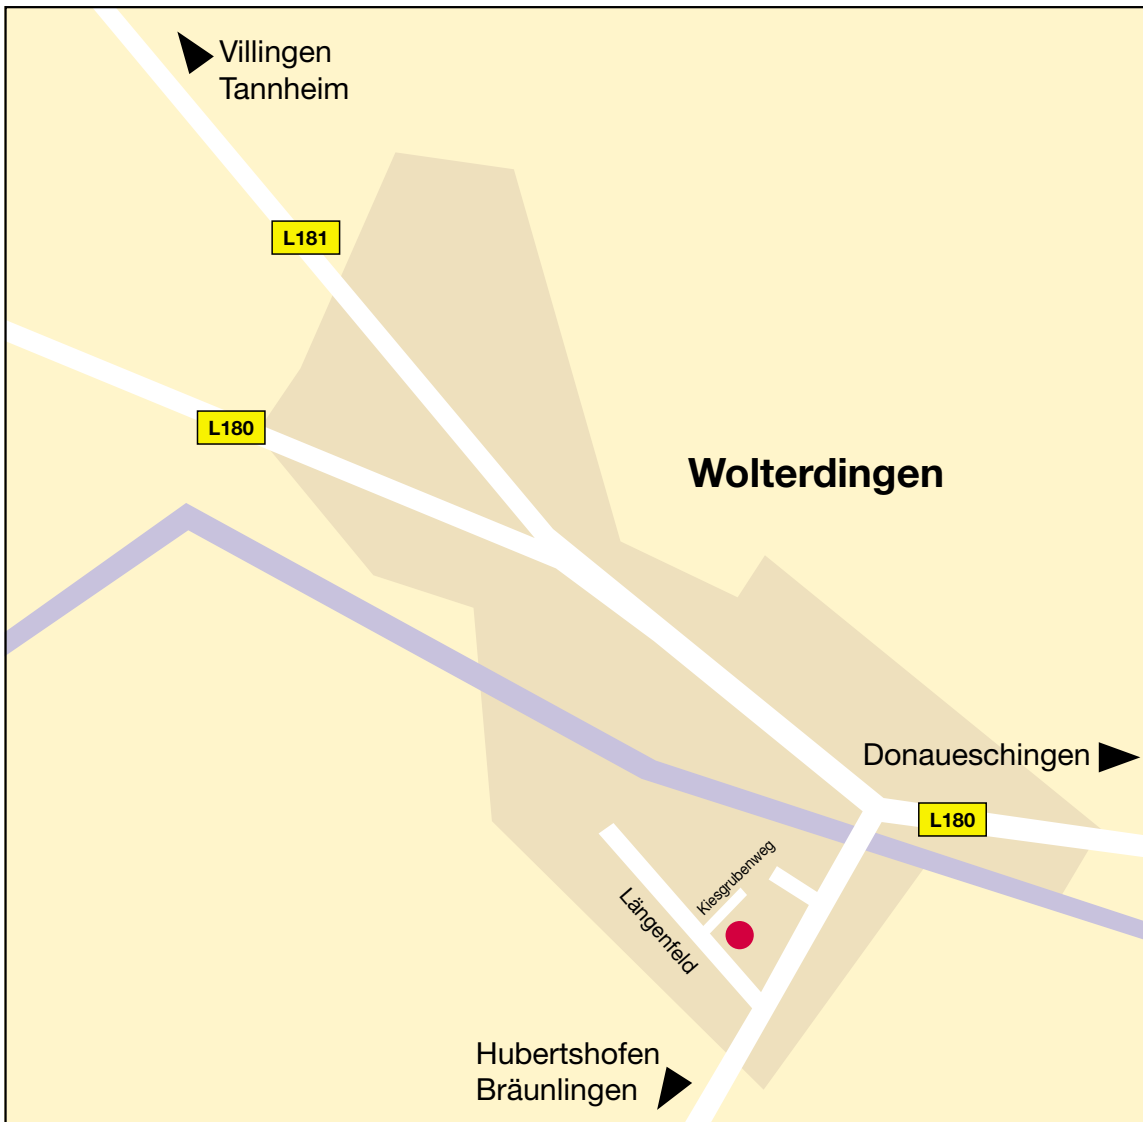 Villingen
Tannheim
L181
L180
Wolterdingen
Donaueschingen
L180
Kiesgrubenweg
Längenfeld
Hubertshofen
Bräunlingen